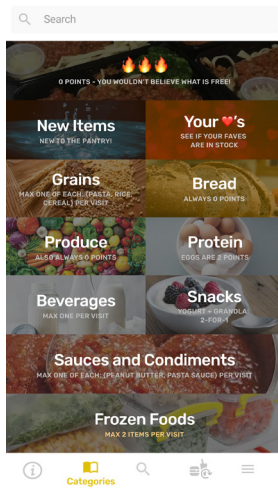 Search
0 POINTS - YOU WOULDN'T BELIEVE WHAT IS FREE!
New Items
NEW TO THE PANTRY!
Your ❤️'s
SEE IF YOUR FAVES
ARE IN STOCK
Grains
MAX ONE OF EACH: (PASTA, RICE,
CEREAL) PER VISIT
Bread
ALWAYS 0 POINTS
Produce
ALSO ALWAYS 0 POINTS
Protein
EGGS ARE 2 POINTS
Beverages
MAX ONE PER VISIT
Snacks
YOGURT + GRANOLA
2-FOR-1
Sauces and Condiments
MAX ONE OF EACH: (PEANUT BUTTER, PASTA SAUCE) PER VISIT
Frozen Foods
MAX 2 ITEMS PER VISIT
Categories